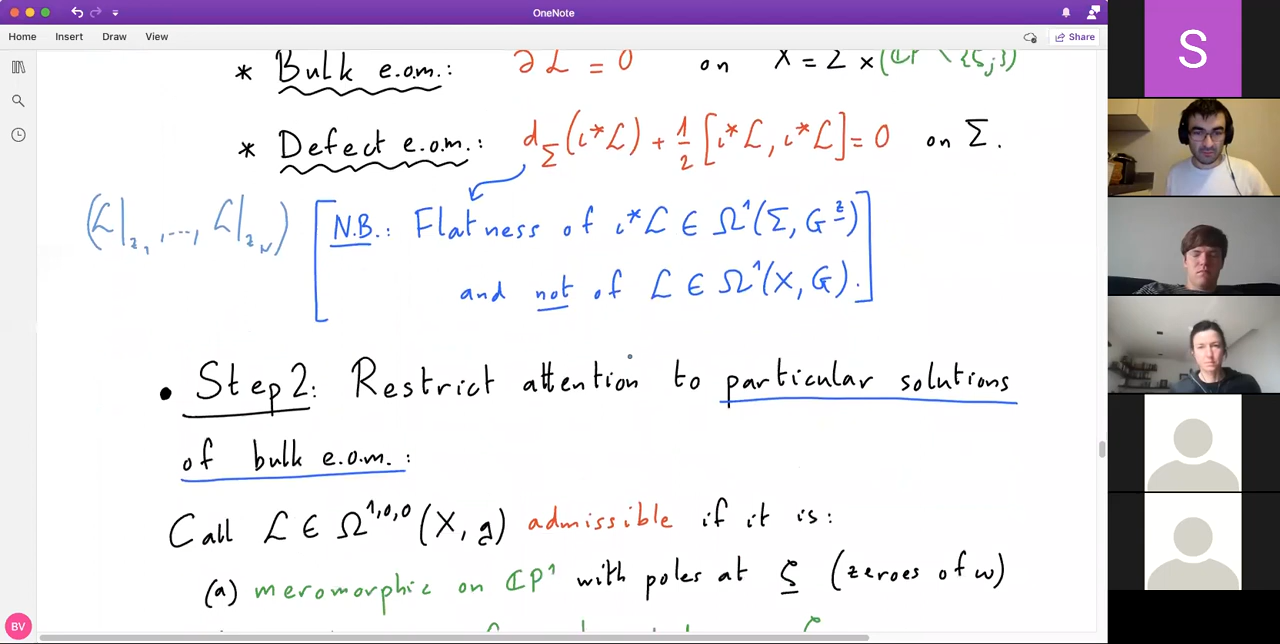 OneNote
Home Insert Draw View Share
* Bulk e.o.m.: ∂ℒ = 0 on X = Σ × (ℂP¹ \ {ζ_j})
* Defect e.o.m.: d_Σ(ι*ℒ) + 1/2 [ι*ℒ, ι*ℒ] = 0 on Σ.
(ℒ|_{z_1}, ..., ℒ|_{z_N}) [N.B.: Flatness of ι*ℒ ∈ Ω¹(Σ, G^z)
and not of ℒ ∈ Ω¹(X, G).]
• Step 2: Restrict attention to particular solutions
of bulk e.o.m.:
Call ℒ ∈ Ω^{1,0,0}(X, g) admissible if it is:
(a) meromorphic on ℂP¹ with poles at ζ (zeroes of ω)
S
BV